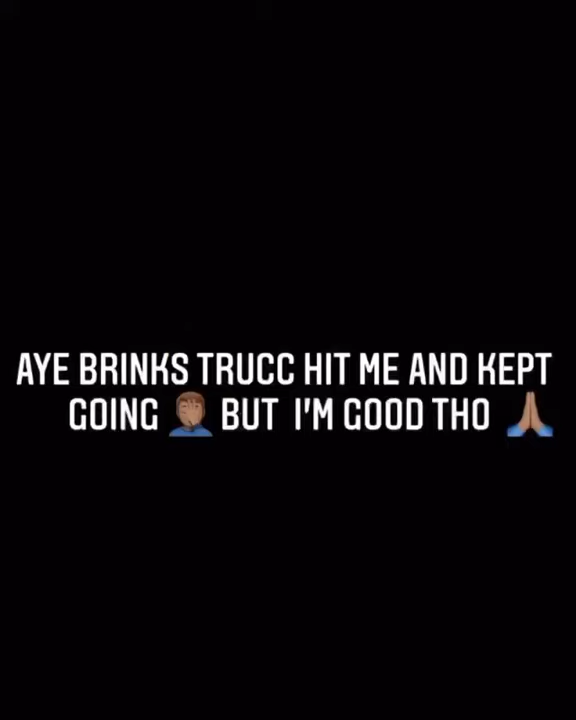 AYE BRINKS TRUCC HIT ME AND KEPT
GOING 🤦🏽‍♂️ BUT I'M GOOD THO 🙏🏽